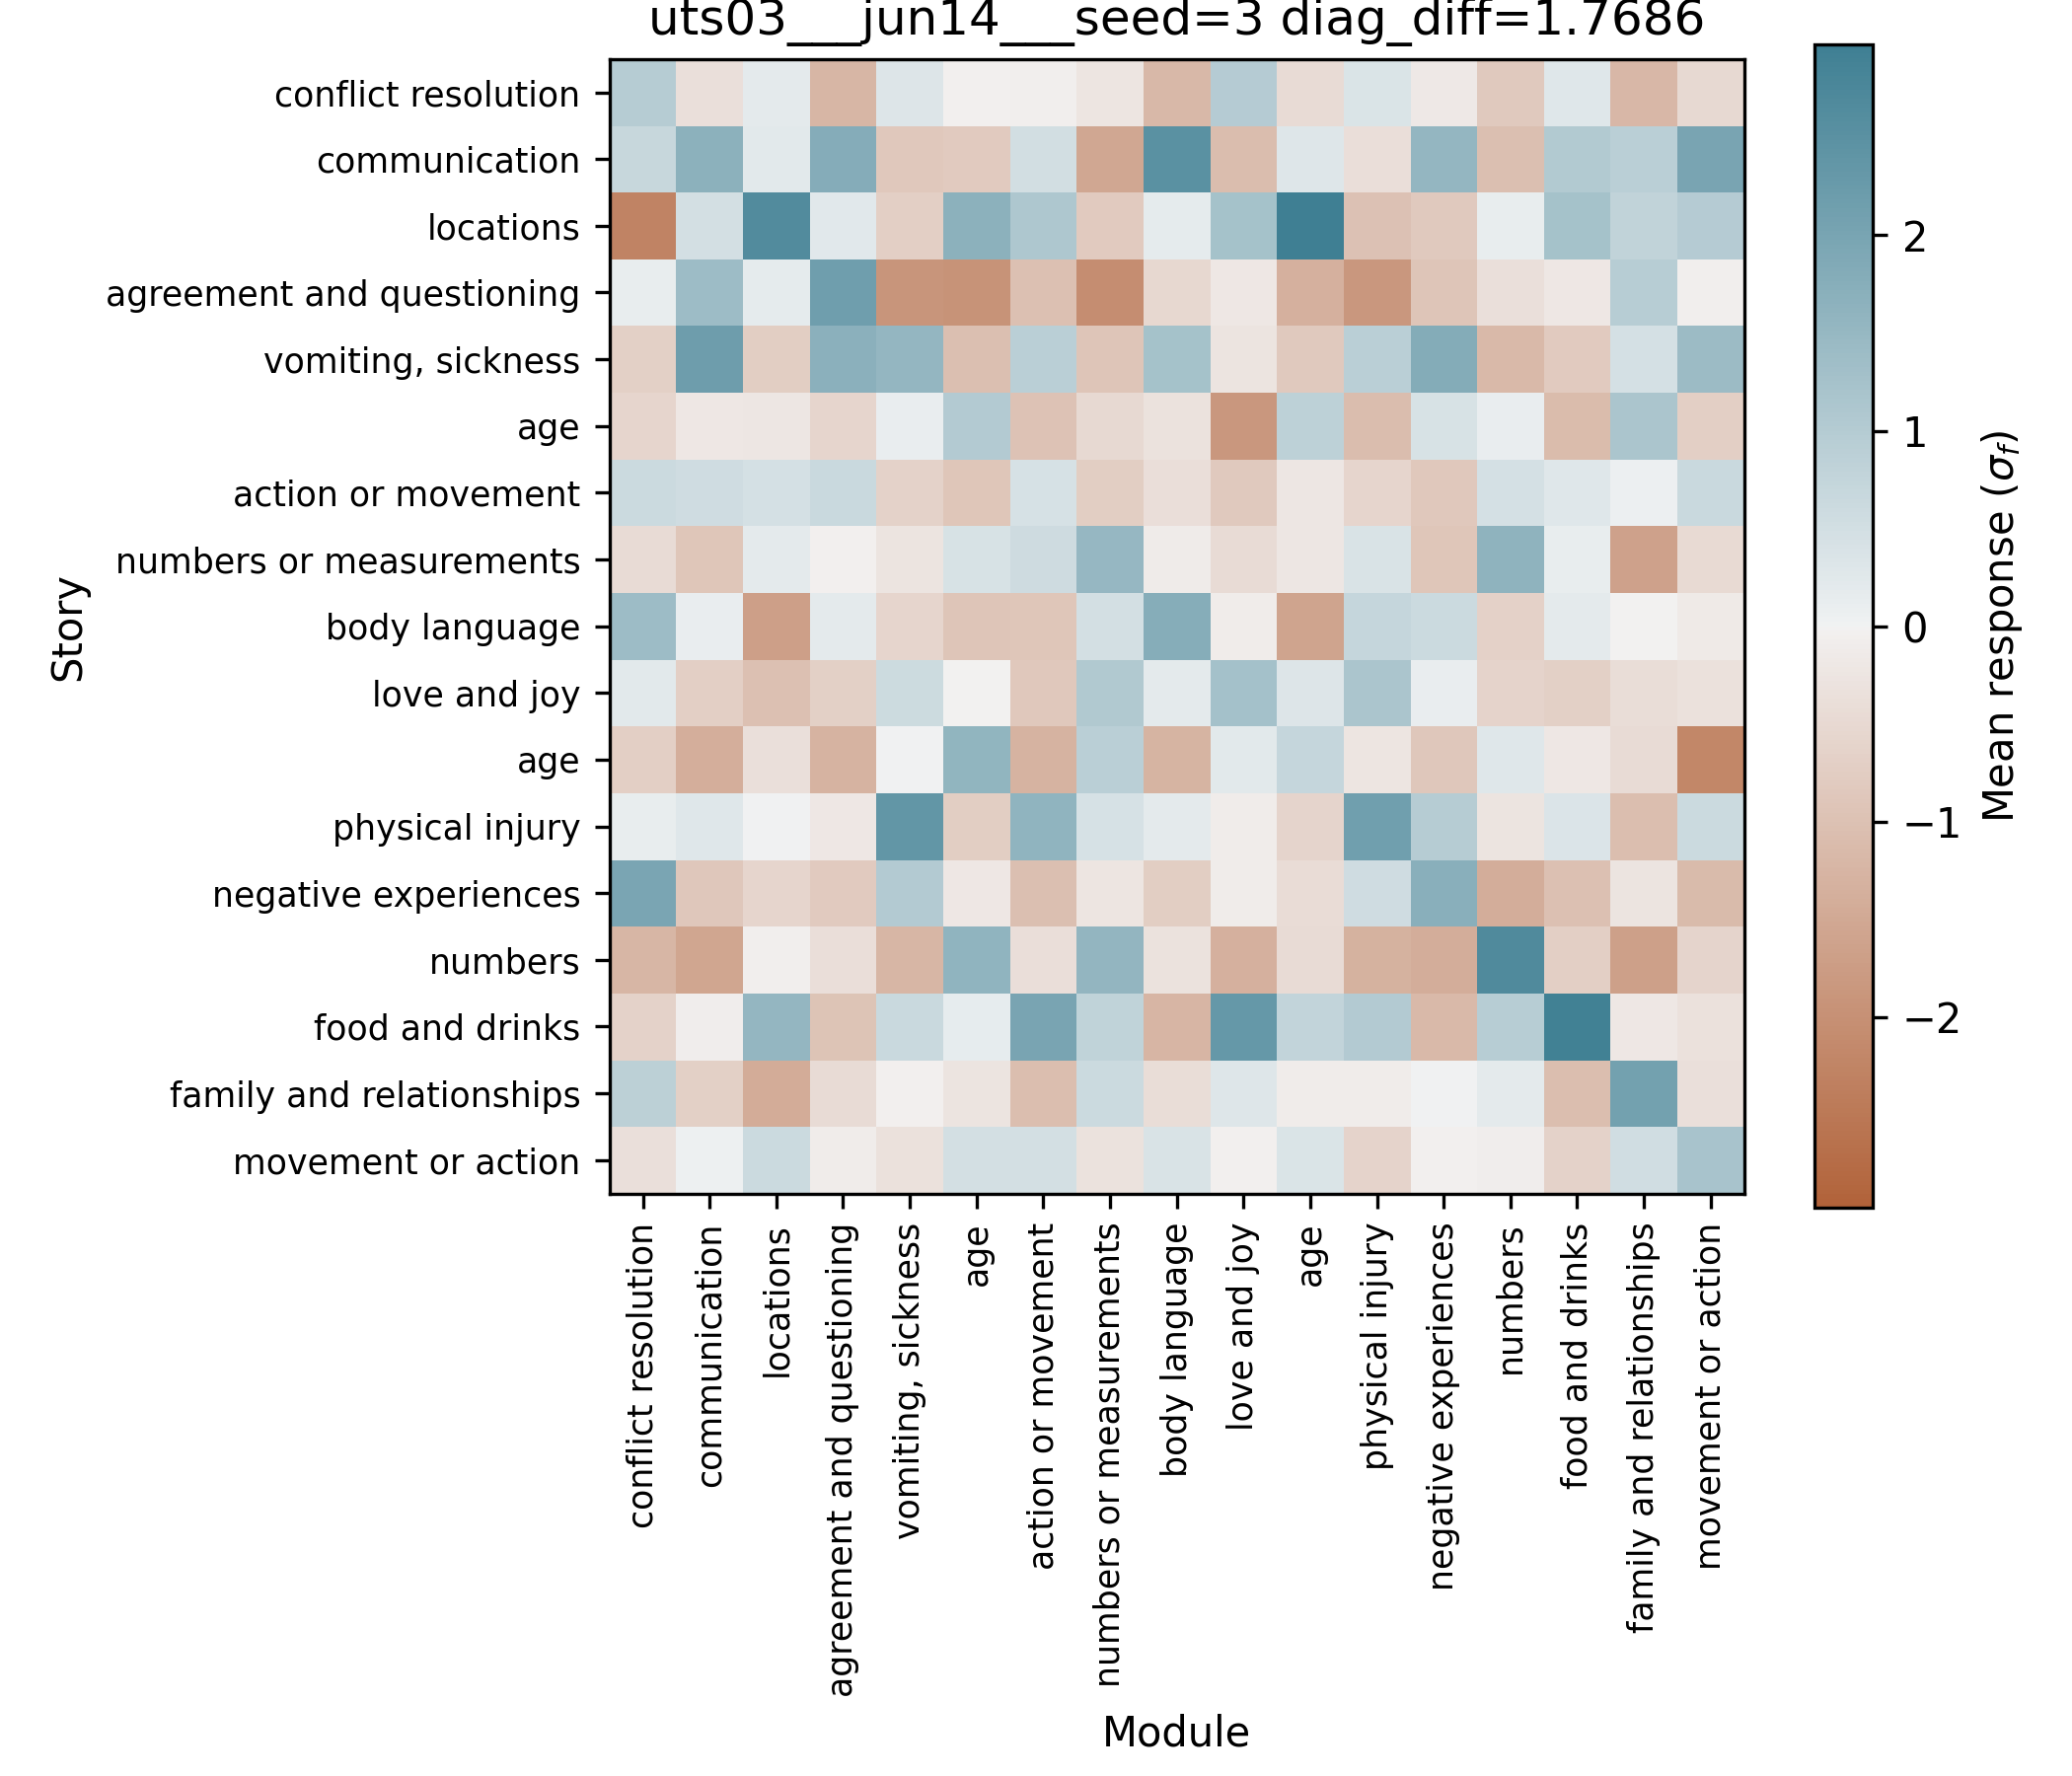 uts03___jun14___seed=3 diag_diff=1.7686
Story
conflict resolution
communication
locations
agreement and questioning
vomiting, sickness
age
action or movement
numbers or measurements
body language
love and joy
age
physical injury
negative experiences
numbers
food and drinks
family and relationships
movement or action
conflict resolution
communication
locations
agreement and questioning
vomiting, sickness
age
action or movement
numbers or measurements
body language
love and joy
age
physical injury
negative experiences
numbers
food and drinks
family and relationships
movement or action
Module
2
1
0
−1
−2
Mean response (σf)